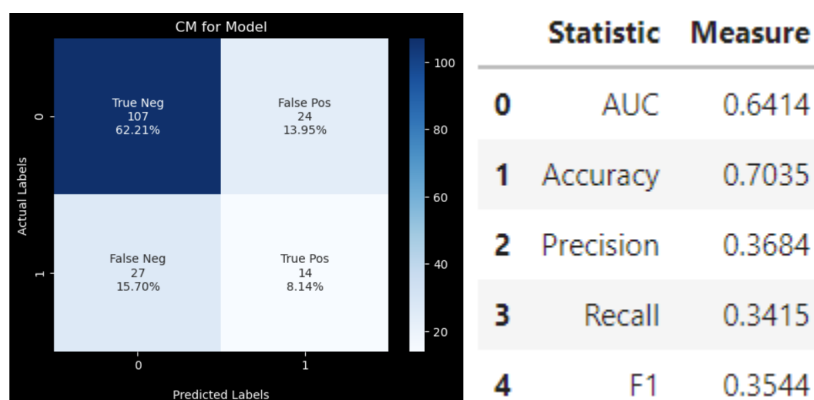 CM for Model
True Neg
107
62.21%
False Pos
24
13.95%
False Neg
27
15.70%
True Pos
14
8.14%
Actual Labels
0
1
0
1
Predicted Labels
100
80
60
40
20
Statistic Measure
0 AUC 0.6414
1 Accuracy 0.7035
2 Precision 0.3684
3 Recall 0.3415
4 F1 0.3544